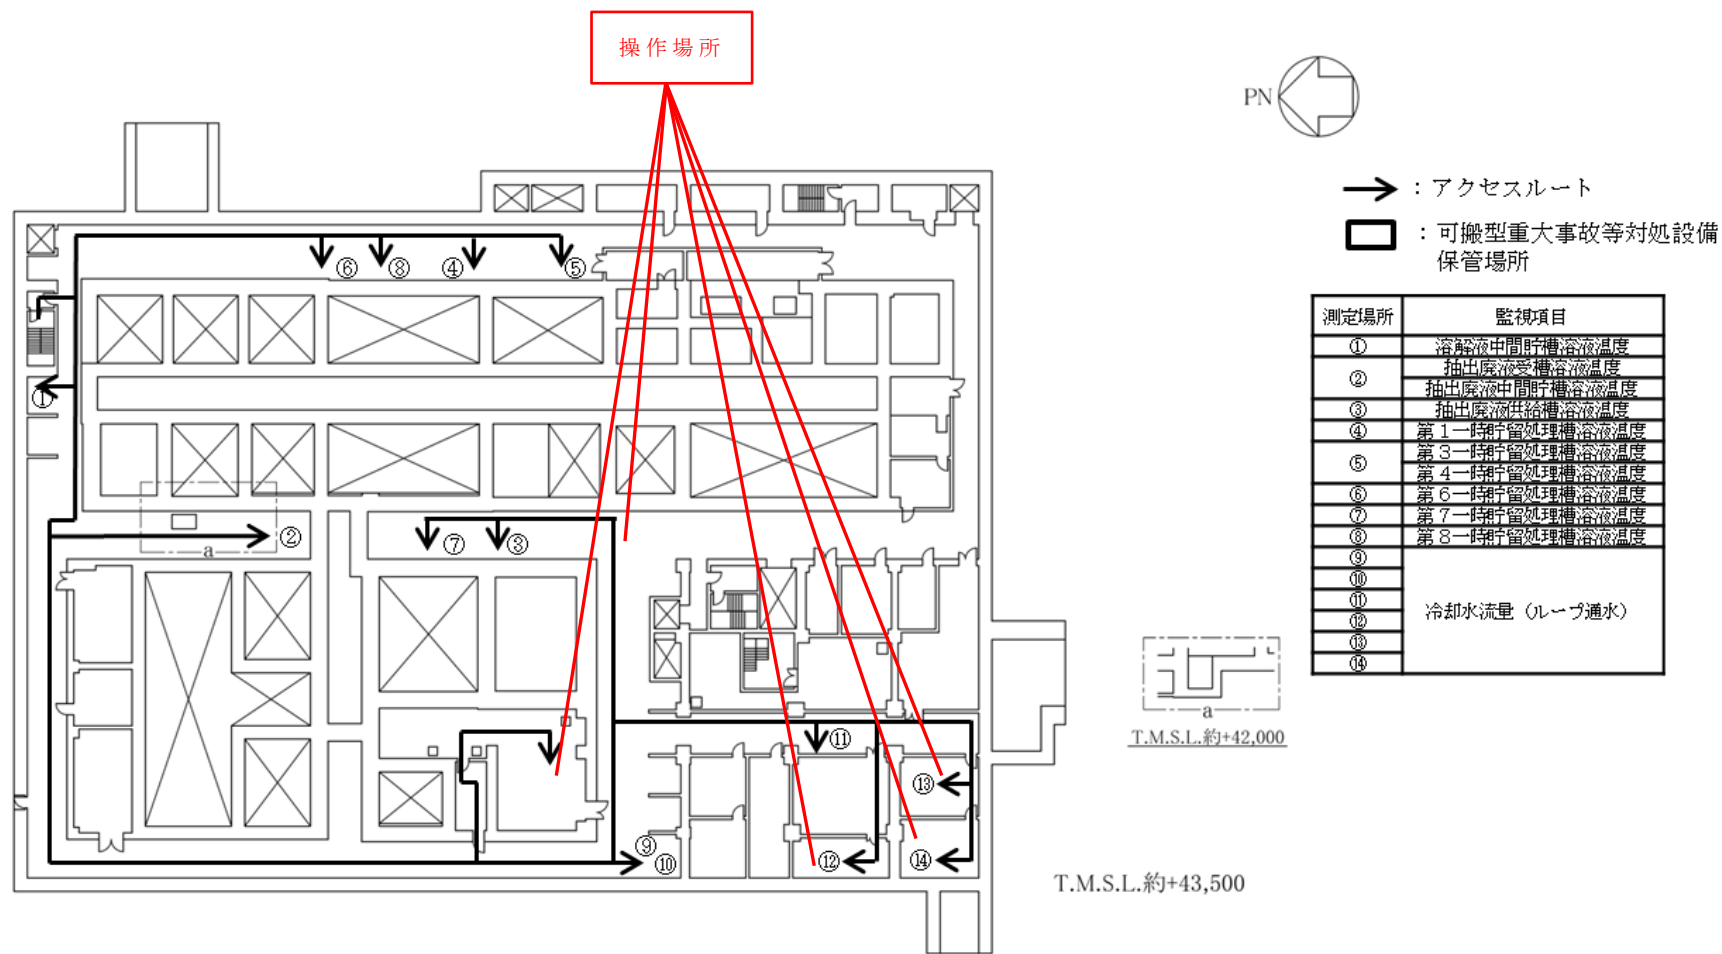 操作場所
PN
：アクセスルート
：可搬型重大事故等対処設備
保管場所
⑥ ⑧ ④ ⑤
①
②
a
⑦ ③
⑪
⑬
⑨
⑩
⑫ ⑭
測定場所 監視項目
① 溶解液中間貯槽溶液温度
② 抽出廃液受槽溶液温度
抽出廃液中間貯槽溶液温度
③ 抽出廃液供給槽溶液温度
④ 第１一時貯留処理槽溶液温度
⑤ 第３一時貯留処理槽溶液温度
第４一時貯留処理槽溶液温度
⑥ 第６一時貯留処理槽溶液温度
⑦ 第７一時貯留処理槽溶液温度
⑧ 第８一時貯留処理槽溶液温度
⑨
⑩
⑪
冷却水流量（ループ通水）
⑫
⑬
⑭
a
T.M.S.L.約+42,000
T.M.S.L.約+43,500